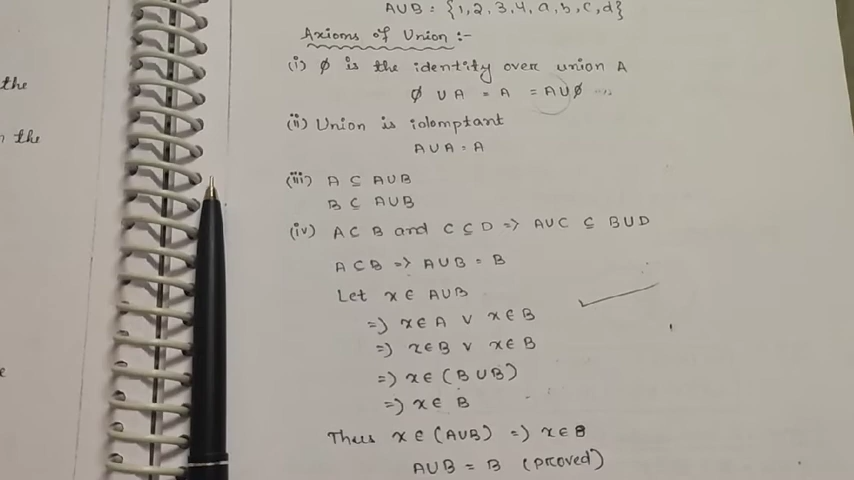 the
n the
AUB = {1,2,3,4,a,b,c,d}
Axioms of Union :-
(i) φ is the identity over union A
φ ∪ A = A = A∪φ
(ii) Union is idomptant
A∪A = A
(iii) A ⊆ A∪B
B ⊆ A∪B
(iv) A ⊂ B and C ⊆ D => A∪C ⊆ B∪D
A ⊂ B => A∪B = B
Let x ∈ A∪B
=> x∈A ∨ x∈B
=> x∈B ∨ x∈B
=> x∈ (B∪B)
=> x∈ B
Thus x ∈ (A∪B) => x∈B
A∪B = B (proved)